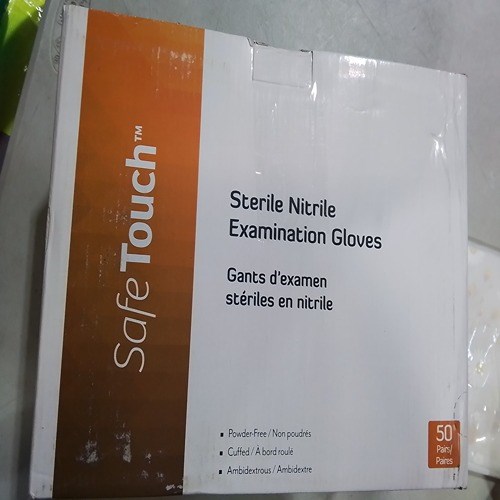 SafeTouch™
Sterile Nitrile
Examination Gloves
Gants d'examen
stériles en nitrile
▪ Powder-Free / Non poudrés
▪ Cuffed / À bord roulé
▪ Ambidextrous / Ambidextre
50
Pairs/
Paires